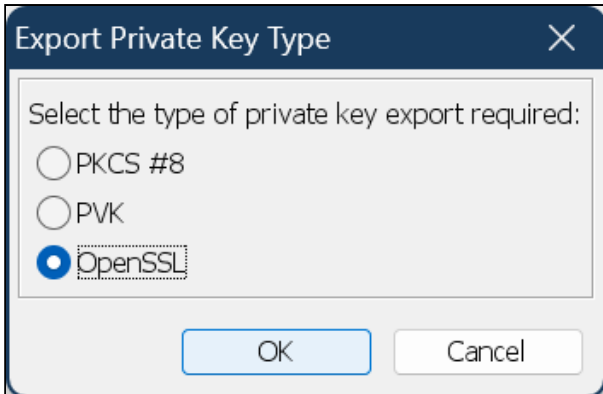 Export Private Key Type
Select the type of private key export required:
PKCS #8
PVK
OpenSSL
OK
Cancel